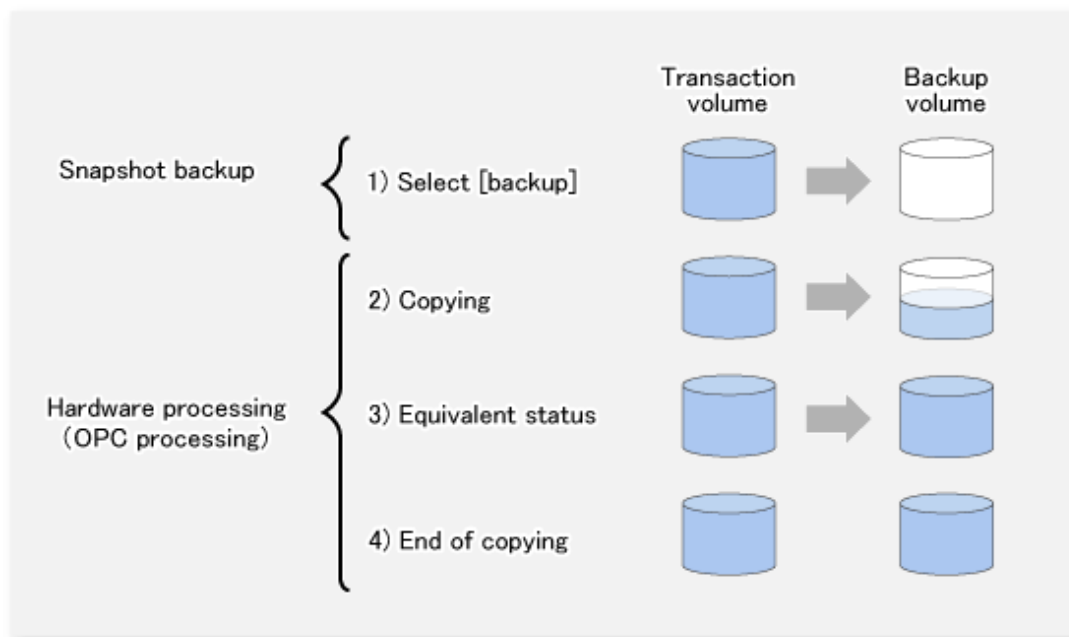 Transaction
volume
Backup
volume
Snapshot backup
1) Select [backup]
2) Copying
Hardware processing
(OPC processing)
3) Equivalent status
4) End of copying